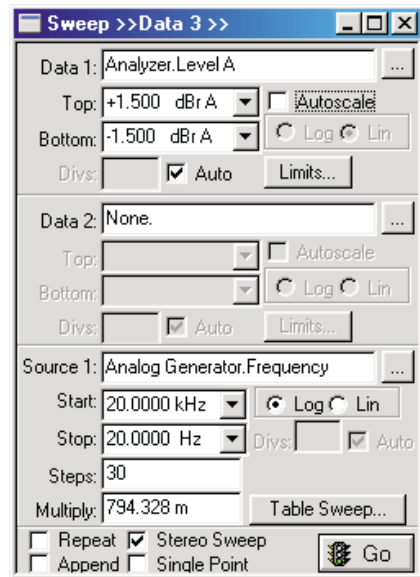 Sweep >>Data 3 >>
Data 1: Analyzer.Level A ...
Top: +1.500 dBr A Autoscale
Bottom: -1.500 dBr A Log Lin
Divs: Auto Limits...
Data 2: None. ...
Top: Autoscale
Bottom: Log Lin
Divs: Auto Limits...
Source 1: Analog Generator.Frequency ...
Start: 20.0000 kHz Log Lin
Stop: 20.0000 Hz Divs: Auto
Steps: 30
Multiply: 794.328 m Table Sweep...
Repeat Stereo Sweep
Append Single Point Go